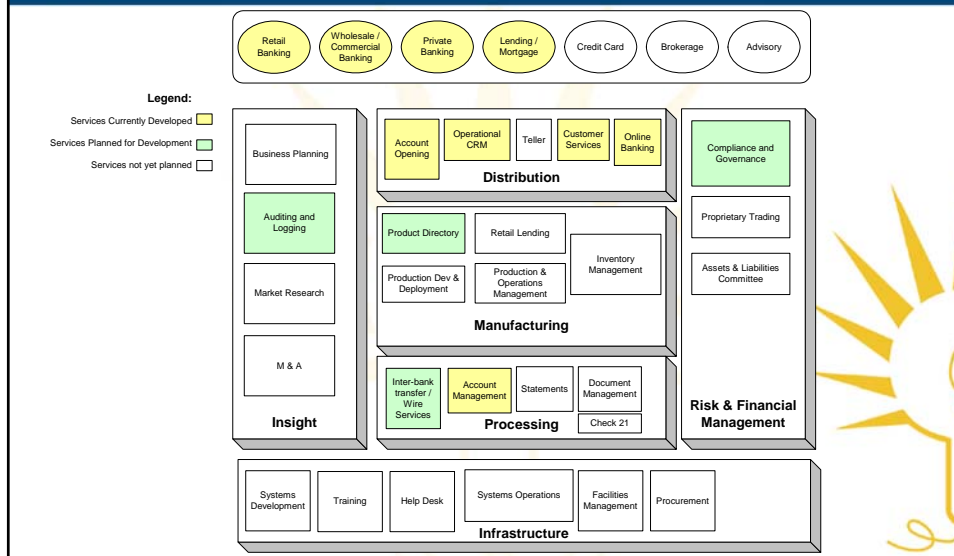 Retail
Banking
Wholesale /
Commercial
Banking
Private
Banking
Lending /
Mortgage
Credit Card
Brokerage
Advisory
Legend:
Services Currently Developed
Services Planned for Development
Services not yet planned
Business Planning
Auditing and
Logging
Market Research
M & A
Insight
Account
Opening
Operational
CRM
Teller
Customer
Services
Online
Banking
Distribution
Product Directory
Retail Lending
Inventory
Management
Production Dev &
Deployment
Production &
Operations
Management
Manufacturing
Inter-bank
transfer /
Wire
Services
Account
Management
Statements
Document
Management
Check 21
Processing
Compliance and
Governance
Proprietary Trading
Assets & Liabilities
Committee
Risk & Financial
Management
Systems
Development
Training
Help Desk
Systems Operations
Facilities
Management
Procurement
Infrastructure